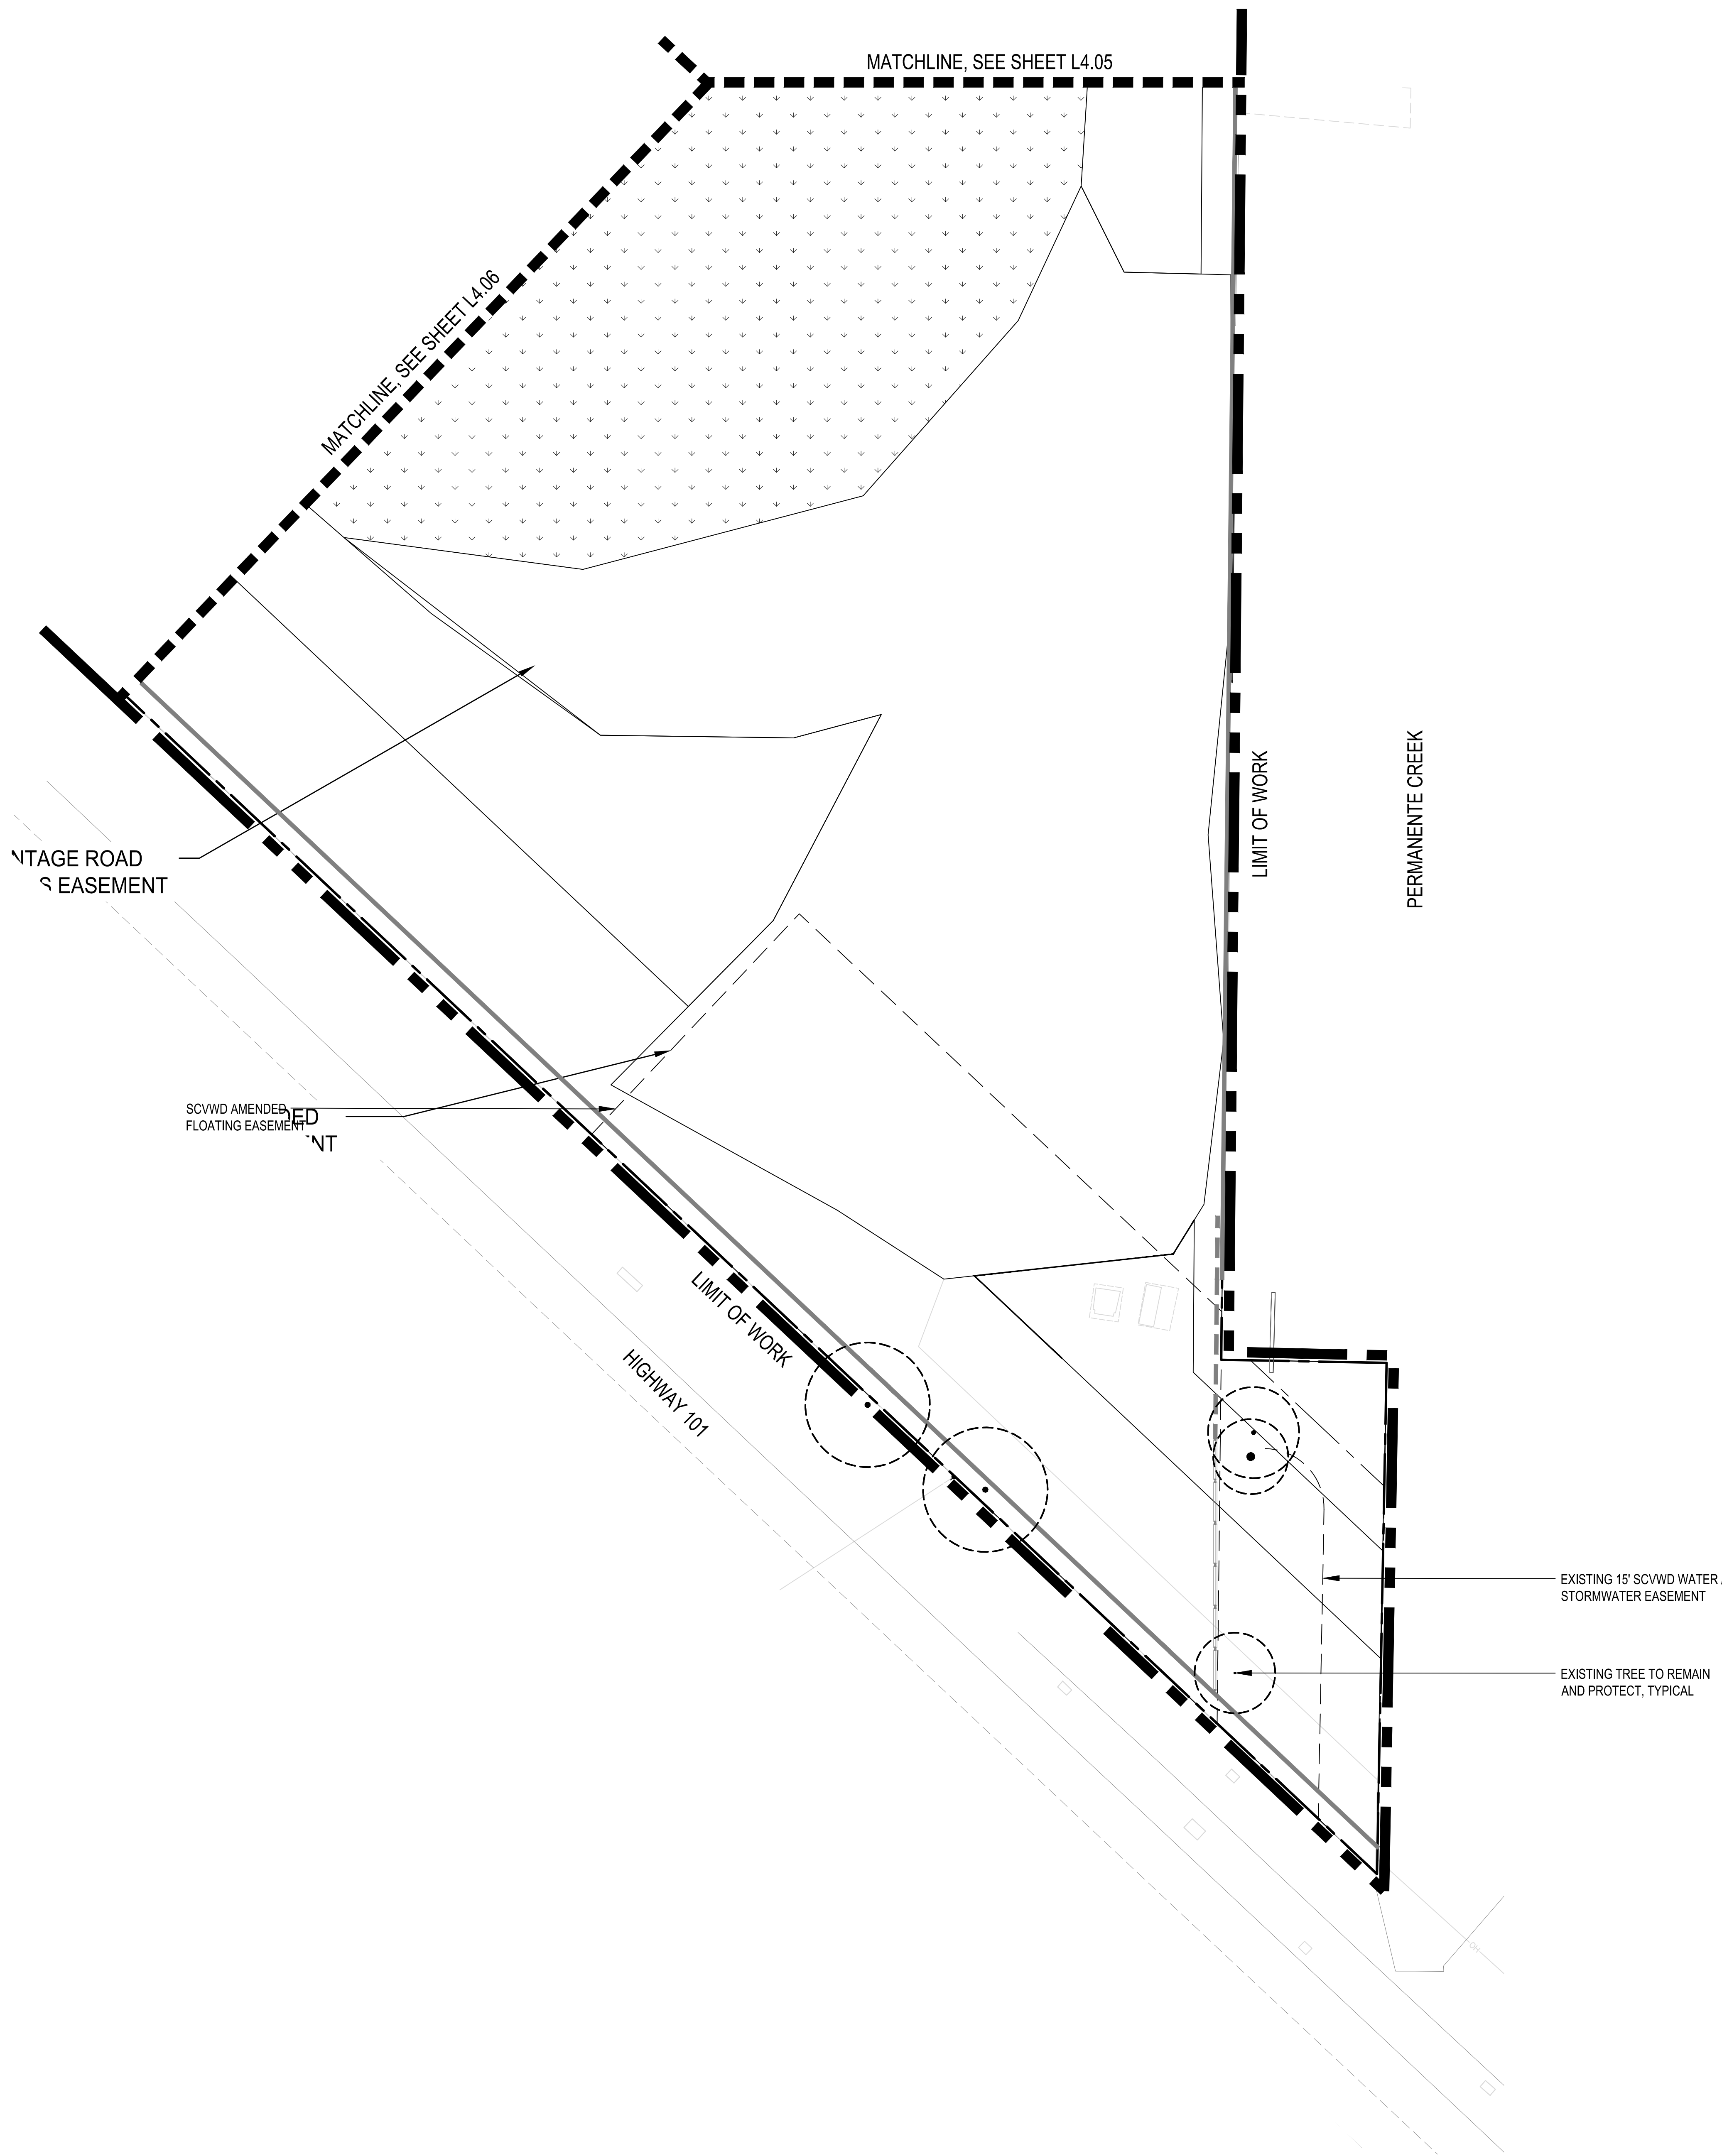 MATCHLINE, SEE SHEET L4.05
MATCHLINE, SEE SHEET L4.06
LIMIT OF WORK
PERMANENTE CREEK
NTAGE ROAD
S EASEMENT
SCVWD AMENDED
FLOATING EASEMENT
DED
NT
LIMIT OF WORK
HIGHWAY 101
EXISTING 15' SCVWD WATER
STORMWATER EASEMENT
EXISTING TREE TO REMAIN
AND PROTECT, TYPICAL
OH